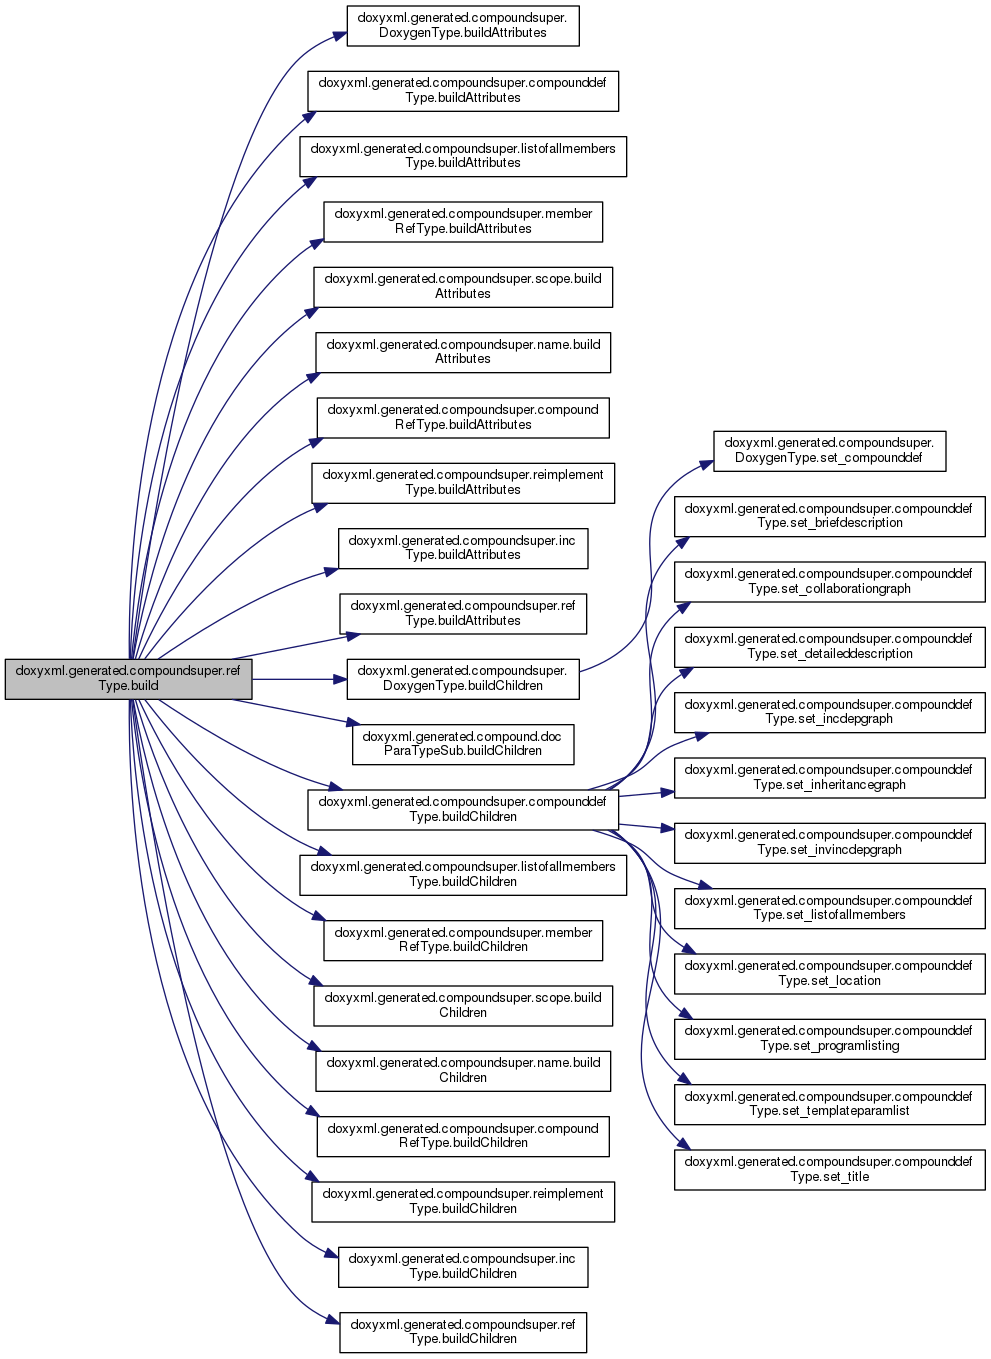 doxyxml.generated.compoundsuper.ref
Type.build
doxyxml.generated.compoundsuper.
DoxygenType.buildAttributes
doxyxml.generated.compoundsuper.compounddef
Type.buildAttributes
doxyxml.generated.compoundsuper.listofallmembers
Type.buildAttributes
doxyxml.generated.compoundsuper.member
RefType.buildAttributes
doxyxml.generated.compoundsuper.scope.build
Attributes
doxyxml.generated.compoundsuper.name.build
Attributes
doxyxml.generated.compoundsuper.compound
RefType.buildAttributes
doxyxml.generated.compoundsuper.reimplement
Type.buildAttributes
doxyxml.generated.compoundsuper.inc
Type.buildAttributes
doxyxml.generated.compoundsuper.ref
Type.buildAttributes
doxyxml.generated.compoundsuper.
DoxygenType.buildChildren
doxyxml.generated.compound.doc
ParaTypeSub.buildChildren
doxyxml.generated.compoundsuper.compounddef
Type.buildChildren
doxyxml.generated.compoundsuper.listofallmembers
Type.buildChildren
doxyxml.generated.compoundsuper.member
RefType.buildChildren
doxyxml.generated.compoundsuper.scope.build
Children
doxyxml.generated.compoundsuper.name.build
Children
doxyxml.generated.compoundsuper.compound
RefType.buildChildren
doxyxml.generated.compoundsuper.reimplement
Type.buildChildren
doxyxml.generated.compoundsuper.inc
Type.buildChildren
doxyxml.generated.compoundsuper.ref
Type.buildChildren
doxyxml.generated.compoundsuper.
DoxygenType.set_compounddef
doxyxml.generated.compoundsuper.compounddef
Type.set_briefdescription
doxyxml.generated.compoundsuper.compounddef
Type.set_collaborationgraph
doxyxml.generated.compoundsuper.compounddef
Type.set_detaileddescription
doxyxml.generated.compoundsuper.compounddef
Type.set_incdepgraph
doxyxml.generated.compoundsuper.compounddef
Type.set_inheritancegraph
doxyxml.generated.compoundsuper.compounddef
Type.set_invincdepgraph
doxyxml.generated.compoundsuper.compounddef
Type.set_listofallmembers
doxyxml.generated.compoundsuper.compounddef
Type.set_location
doxyxml.generated.compoundsuper.compounddef
Type.set_programlisting
doxyxml.generated.compoundsuper.compounddef
Type.set_templateparamlist
doxyxml.generated.compoundsuper.compounddef
Type.set_title